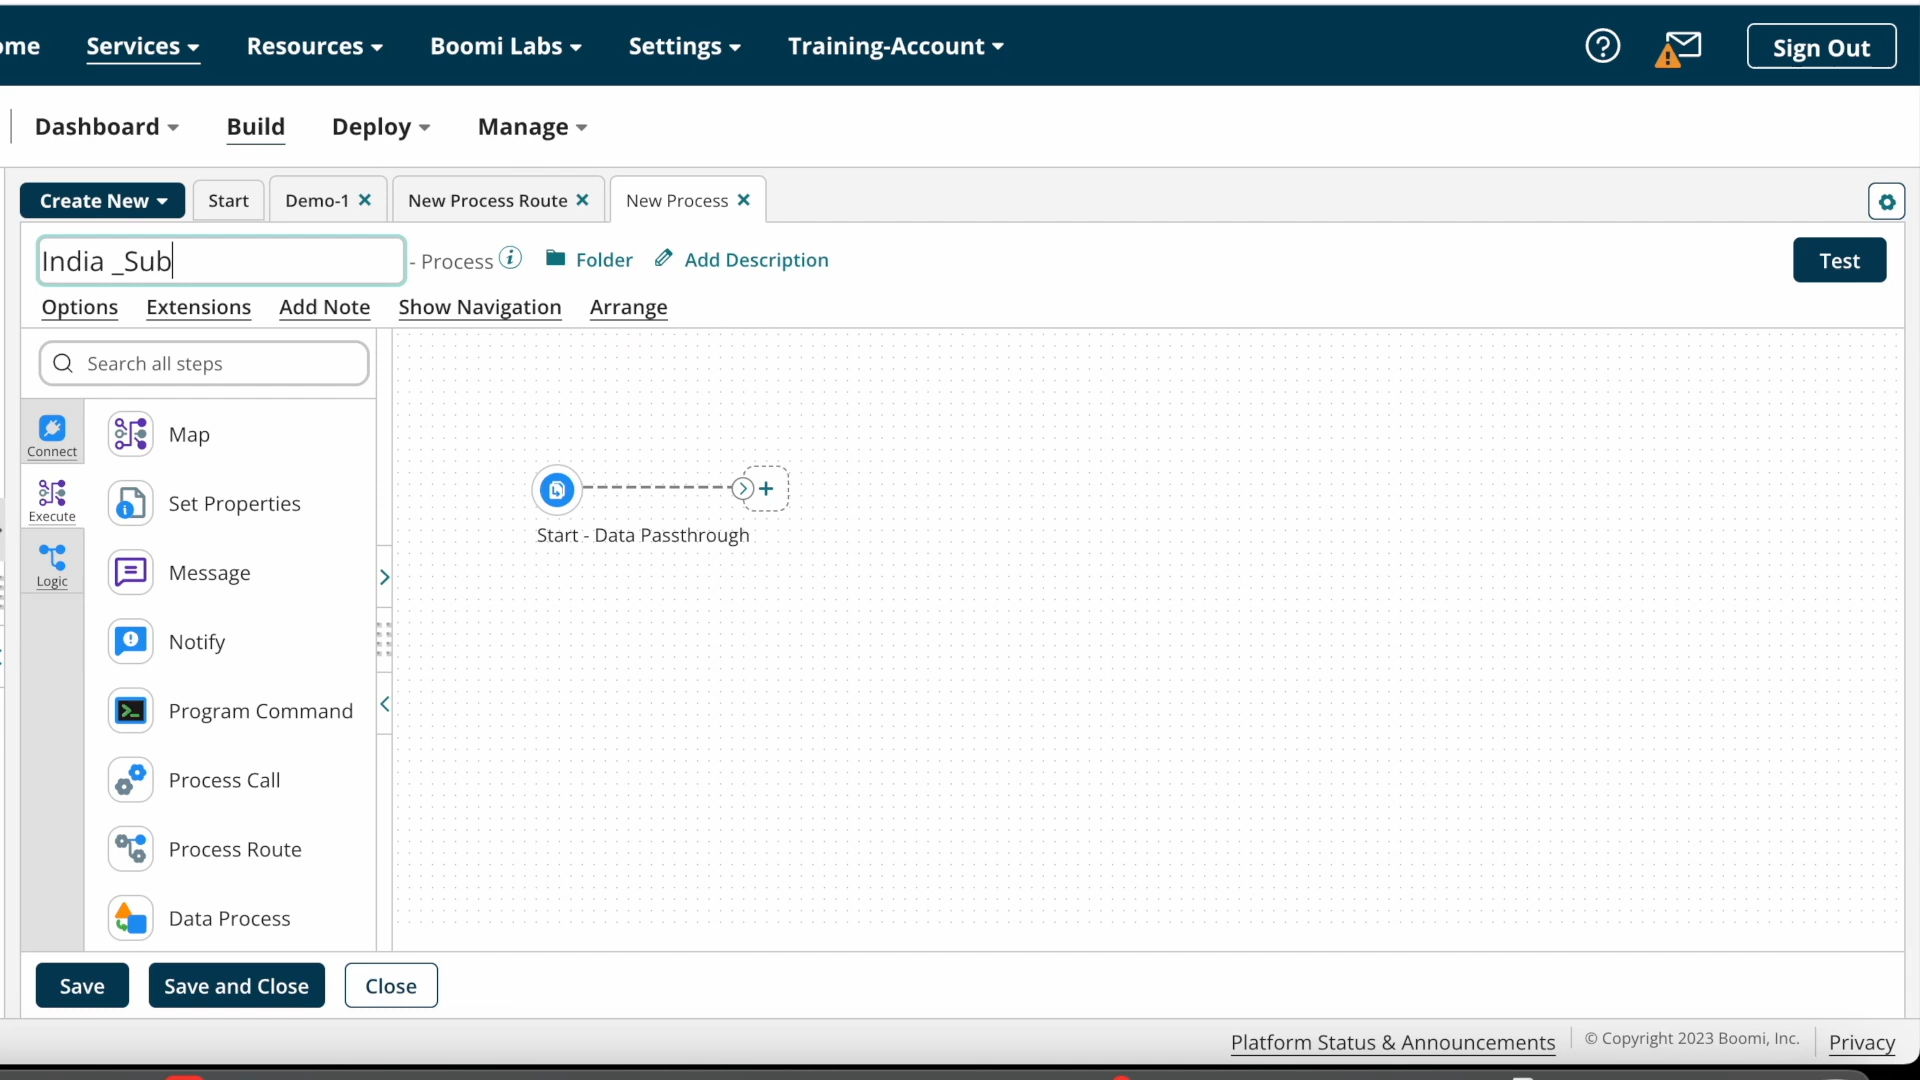 ome Services Resources Boomi Labs Settings Training-Account Sign Out
Dashboard Build Deploy Manage
Create New Start Demo-1 New Process Route New Process
India _Sub - Process Folder Add Description Test
Options Extensions Add Note Show Navigation Arrange
Search all steps
Connect
Execute
Logic
Map
Set Properties
Message
Notify
Program Command
Process Call
Process Route
Data Process
Start - Data Passthrough
Save Save and Close Close
Platform Status & Announcements © Copyright 2023 Boomi, Inc. Privacy